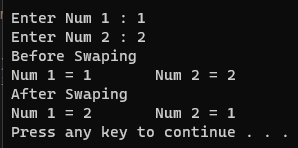 Enter Num 1 : 1
Enter Num 2 : 2
Before Swaping
Num 1 = 1        Num 2 = 2
After Swaping
Num 1 = 2        Num 2 = 1
Press any key to continue . . .